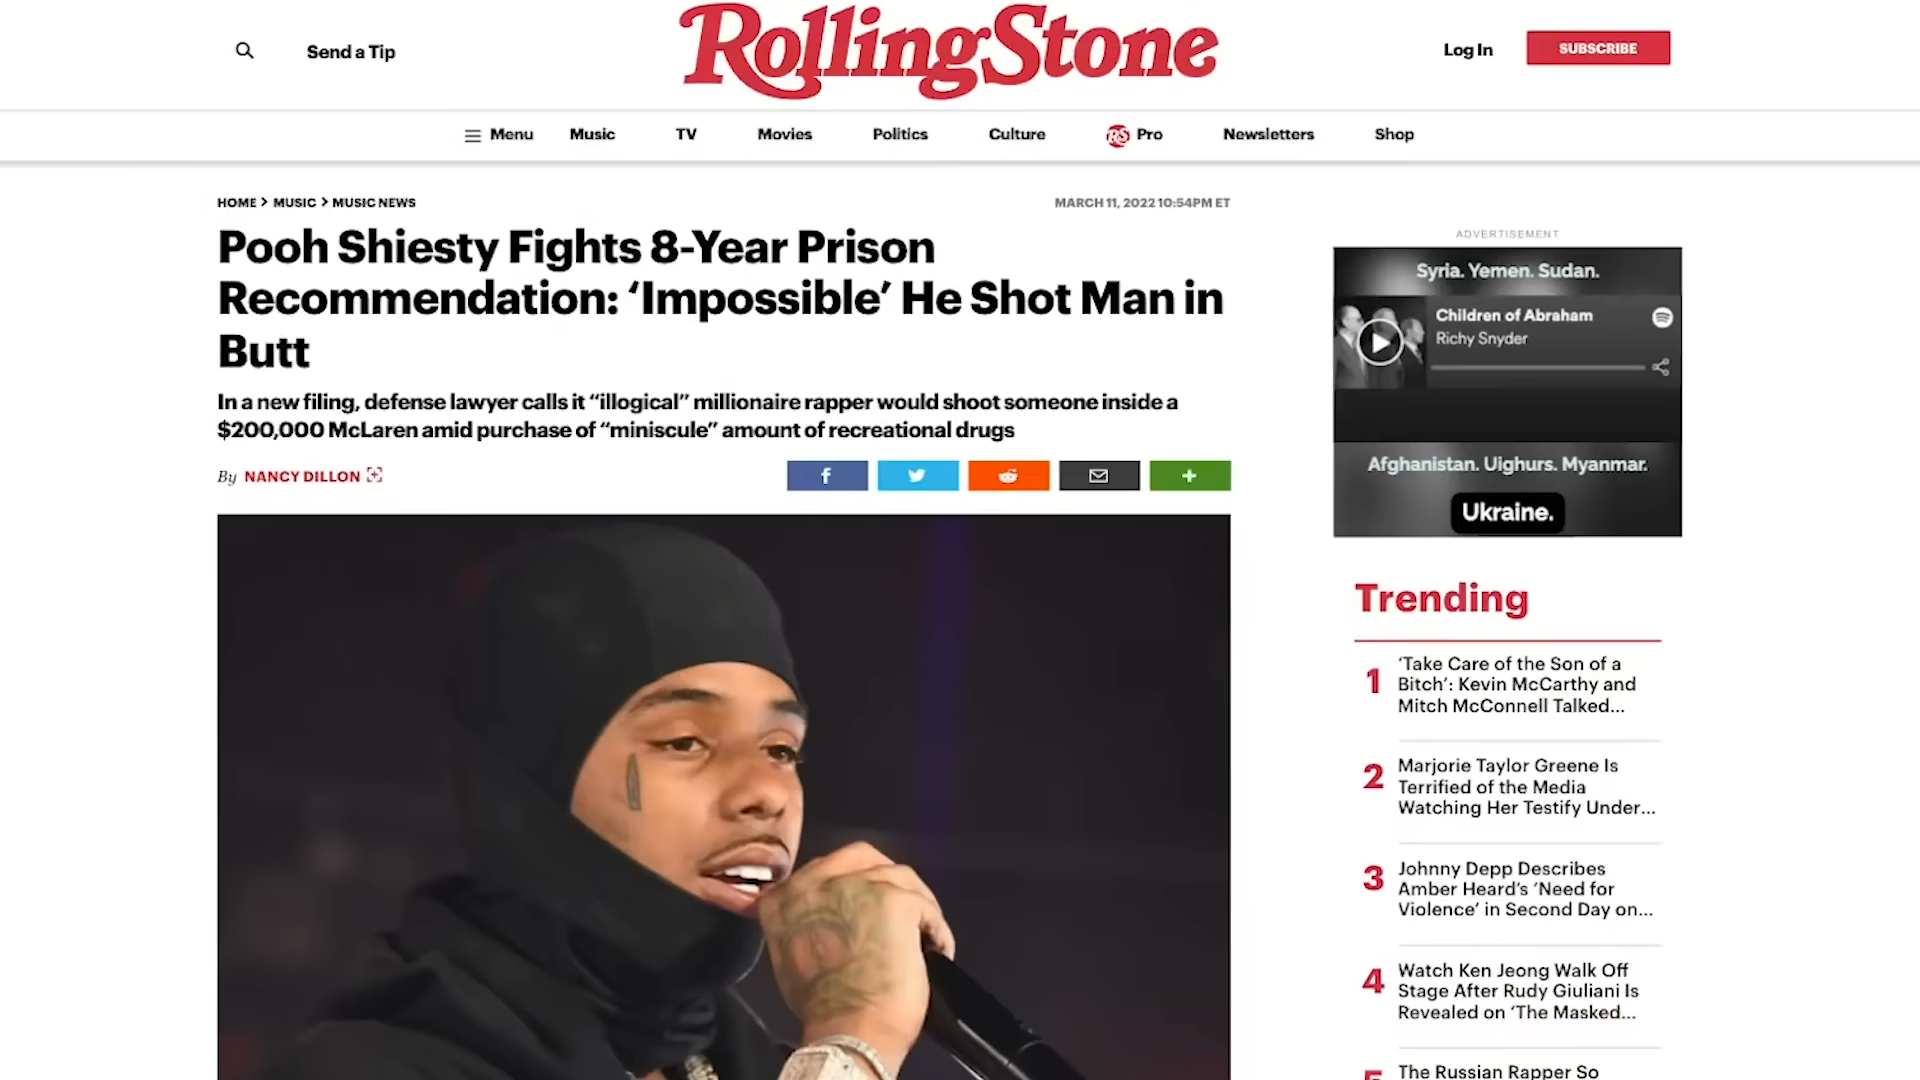 Send a Tip
RollingStone
Log In
SUBSCRIBE
Menu
Music
TV
Movies
Politics
Culture
RS Pro
Newsletters
Shop
HOME > MUSIC > MUSIC NEWS
MARCH 11, 2022 10:54PM ET
Pooh Shiesty Fights 8-Year Prison
Recommendation: ‘Impossible’ He Shot Man in
Butt
In a new filing, defense lawyer calls it “illogical” millionaire rapper would shoot someone inside a
$200,000 McLaren amid purchase of “miniscule” amount of recreational drugs
By NANCY DILLON
ADVERTISEMENT
Syria. Yemen. Sudan.
Children of Abraham
Richy Snyder
Afghanistan. Uighurs. Myanmar.
Ukraine.
Trending
1
‘Take Care of the Son of a
Bitch’: Kevin McCarthy and
Mitch McConnell Talked...
2
Marjorie Taylor Greene Is
Terrified of the Media
Watching Her Testify Under...
3
Johnny Depp Describes
Amber Heard’s ‘Need for
Violence’ in Second Day on...
4
Watch Ken Jeong Walk Off
Stage After Rudy Giuliani Is
Revealed on ‘The Masked...
5
The Russian Rapper So